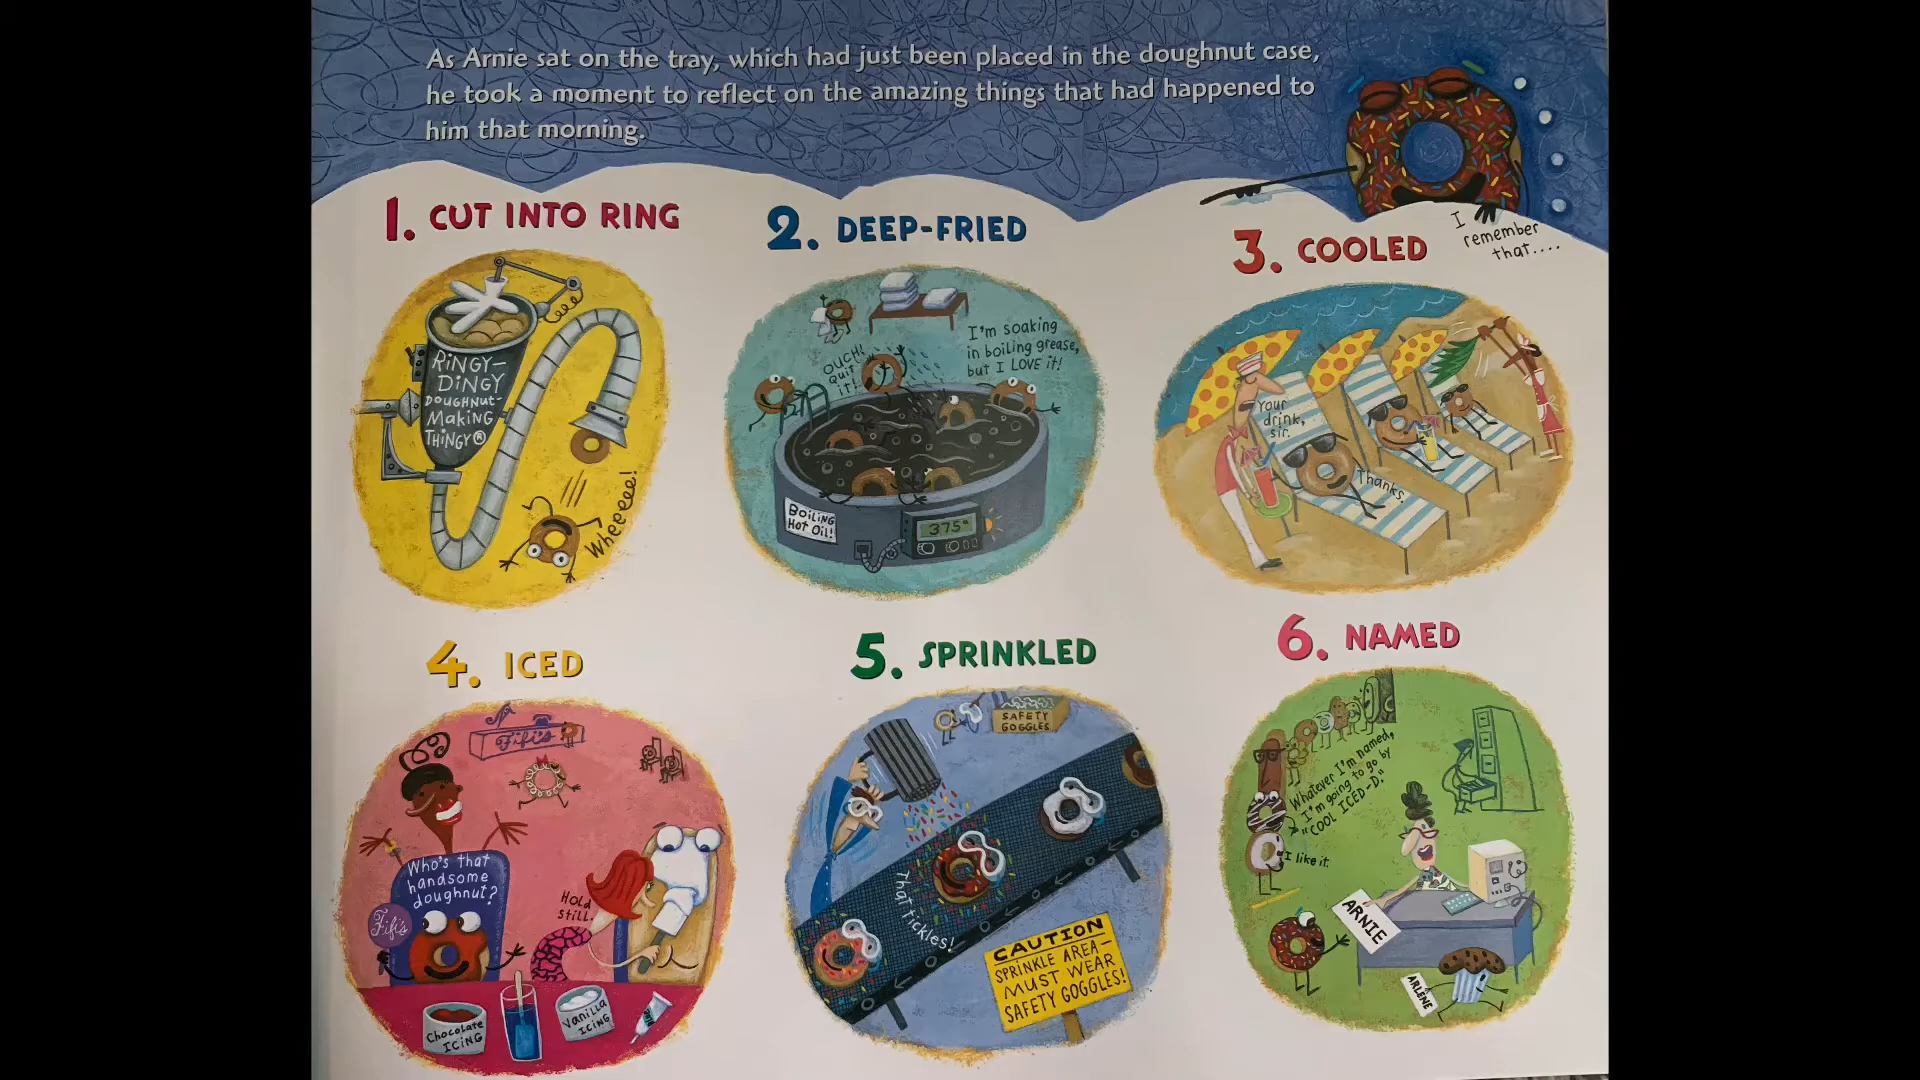 As Arnie sat on the tray, which had just been placed in the doughnut case,
he took a moment to reflect on the amazing things that had happened to
him that morning.
I
remember
that....
1. CUT INTO RING
RINGY-
DINGY
DOUGHNUT-
MAKING
THINGY®
Wheeeeee!
2. DEEP-FRIED
OUCH!
QUIT
IT!
I'm soaking
in boiling grease,
but I LOVE it!
BOILING
HOT OIL!
375°
3. COOLED
Your
drink,
sir.
Thanks.
4. ICED
Fifi's
Who's that
handsome
doughnut?
Fifi's
HOLD
STILL.
Chocolate
ICING
Vanilla
ICING
5. SPRINKLED
SAFETY
GOGGLES
That tickles!
CAUTION
SPRINKLE AREA—
MUST WEAR
SAFETY GOGGLES!
6. NAMED
Whatever I'm named,
I'm going to go by
"COOL ICED-D."
I like it.
ARNIE
ARLENE